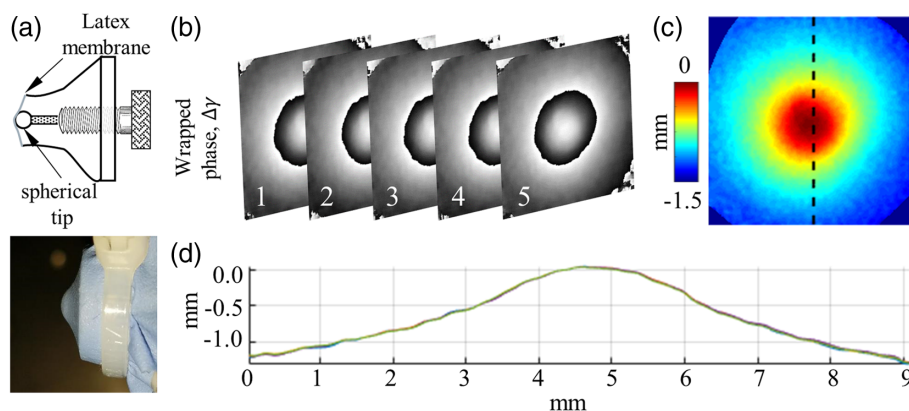 (a)
Latex
membrane
spherical
tip
(b)
Wrapped
phase, Δγ
1
2
3
4
5
(c)
0
mm
-1.5
(d)
0.0
-0.5
-1.0
mm
0
1
2
3
4
5
6
7
8
9
mm